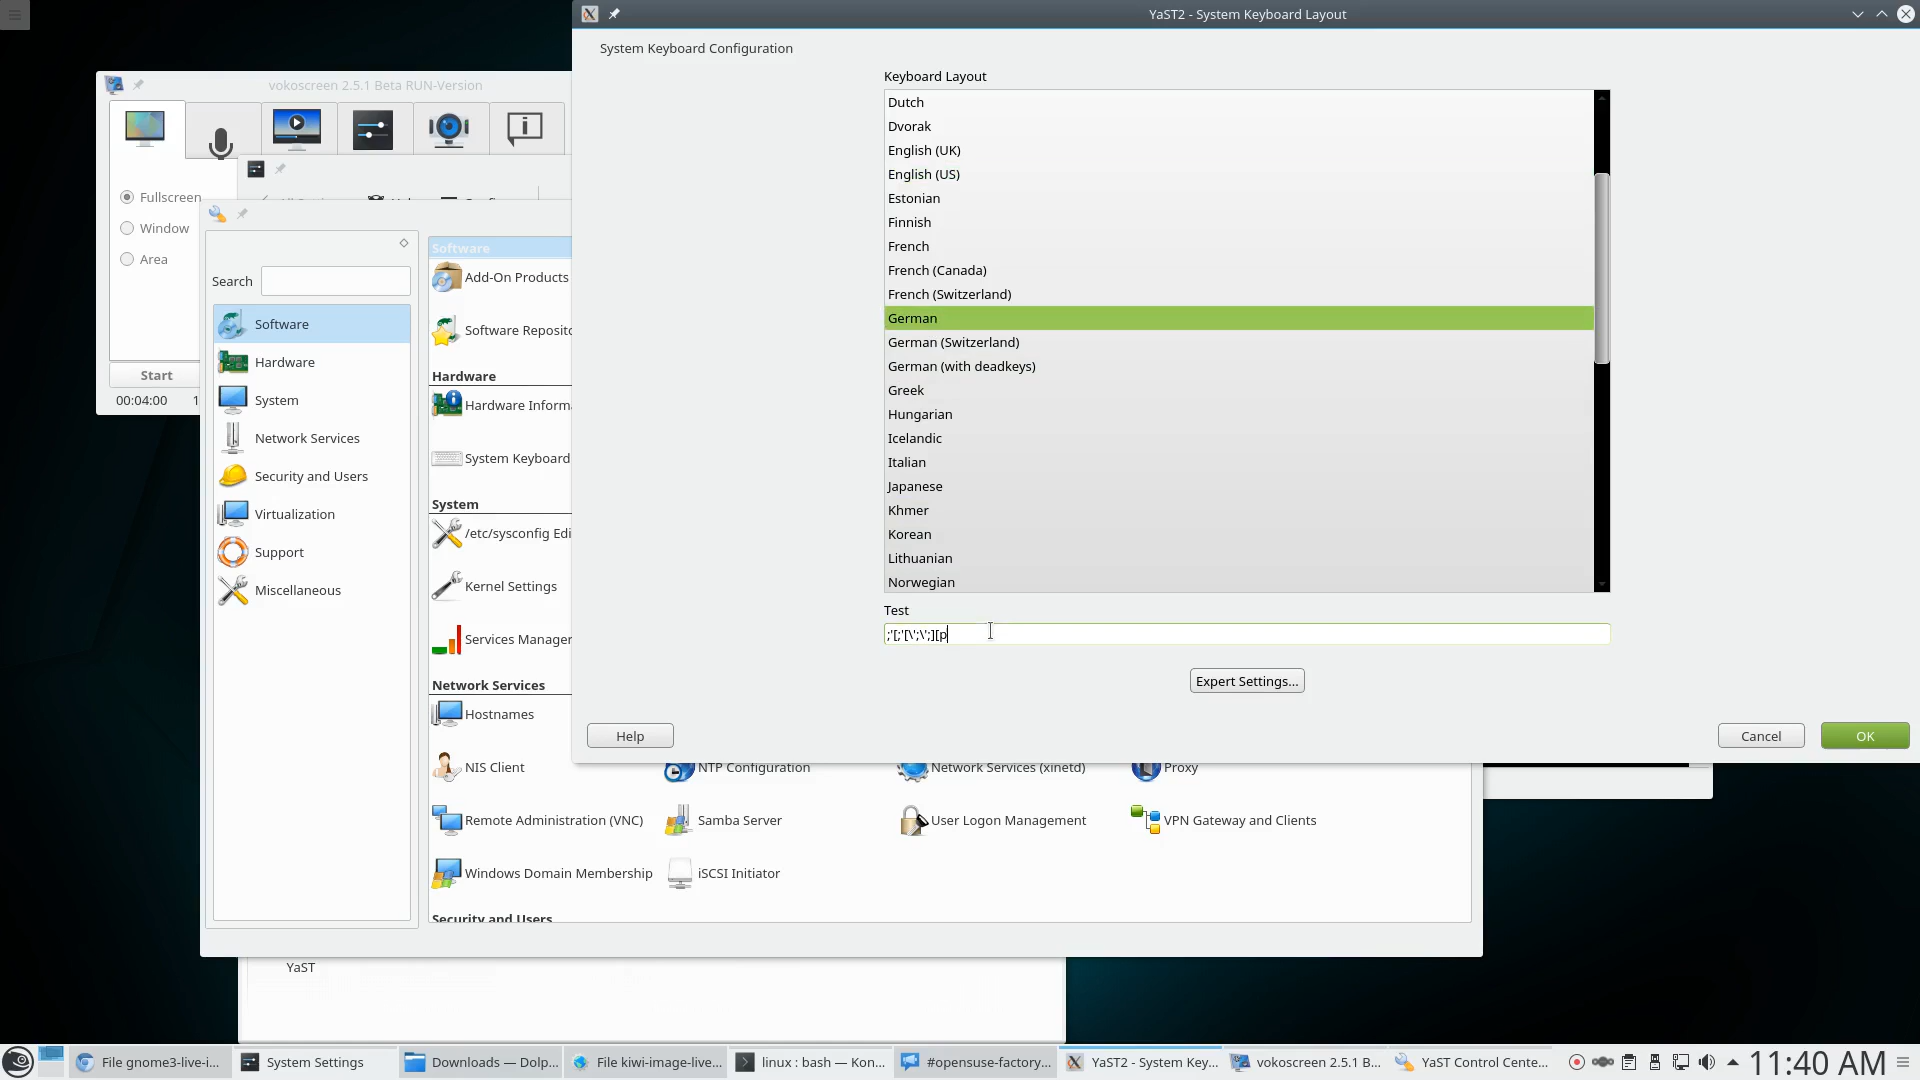 YaST2 - System Keyboard Layout
System Keyboard Configuration
Keyboard Layout
Dutch
Dvorak
English (UK)
English (US)
Estonian
Finnish
French
French (Canada)
French (Switzerland)
German
German (Switzerland)
German (with deadkeys)
Greek
Hungarian
Icelandic
Italian
Japanese
Khmer
Korean
Lithuanian
Norwegian
Test
;'[;'[\';\';][p
Expert Settings...
Help
Cancel
OK
vokoscreen 2.5.1 Beta RUN-Version
Fullscreen
Window
Area
Start
00:04:00
Search
Software
Hardware
System
Network Services
Security and Users
Virtualization
Support
Miscellaneous
Software
Add-On Products
Software Reposito
Hardware
Hardware Informa
System Keyboard
System
/etc/sysconfig Edi
Kernel Settings
Services Manager
Network Services
Hostnames
NIS Client
NTP Configuration
Network Services (xinetd)
Proxy
Remote Administration (VNC)
Samba Server
User Logon Management
VPN Gateway and Clients
Windows Domain Membership
iSCSI Initiator
Security and Users
YaST
File gnome3-live-i...
System Settings
Downloads — Dolp...
File kiwi-image-live...
linux : bash — Kon...
#opensuse-factory...
YaST2 - System Key...
vokoscreen 2.5.1 B...
YaST Control Cente...
11:40 AM